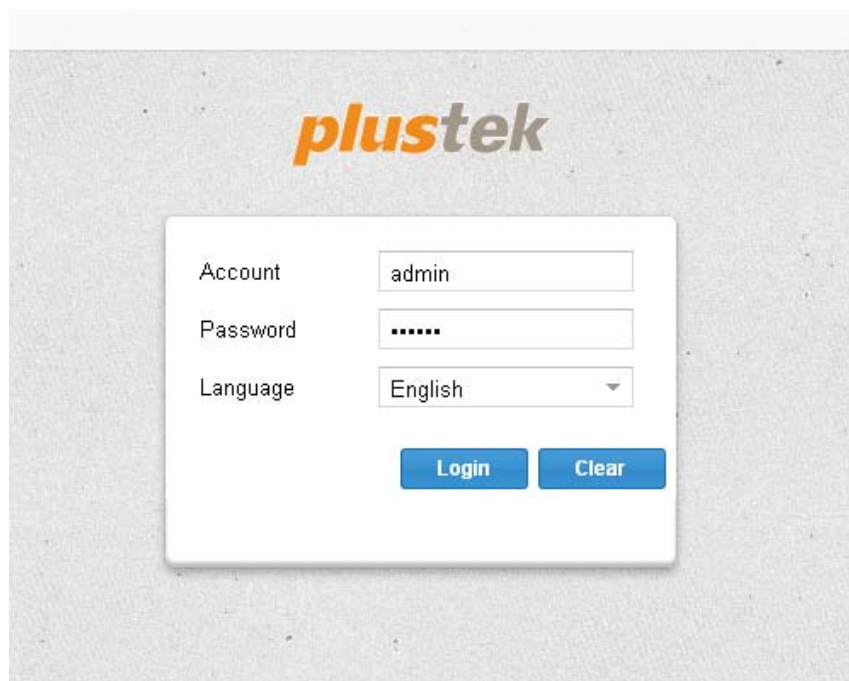 plustek
Account admin
Password ••••••
Language English
Login Clear